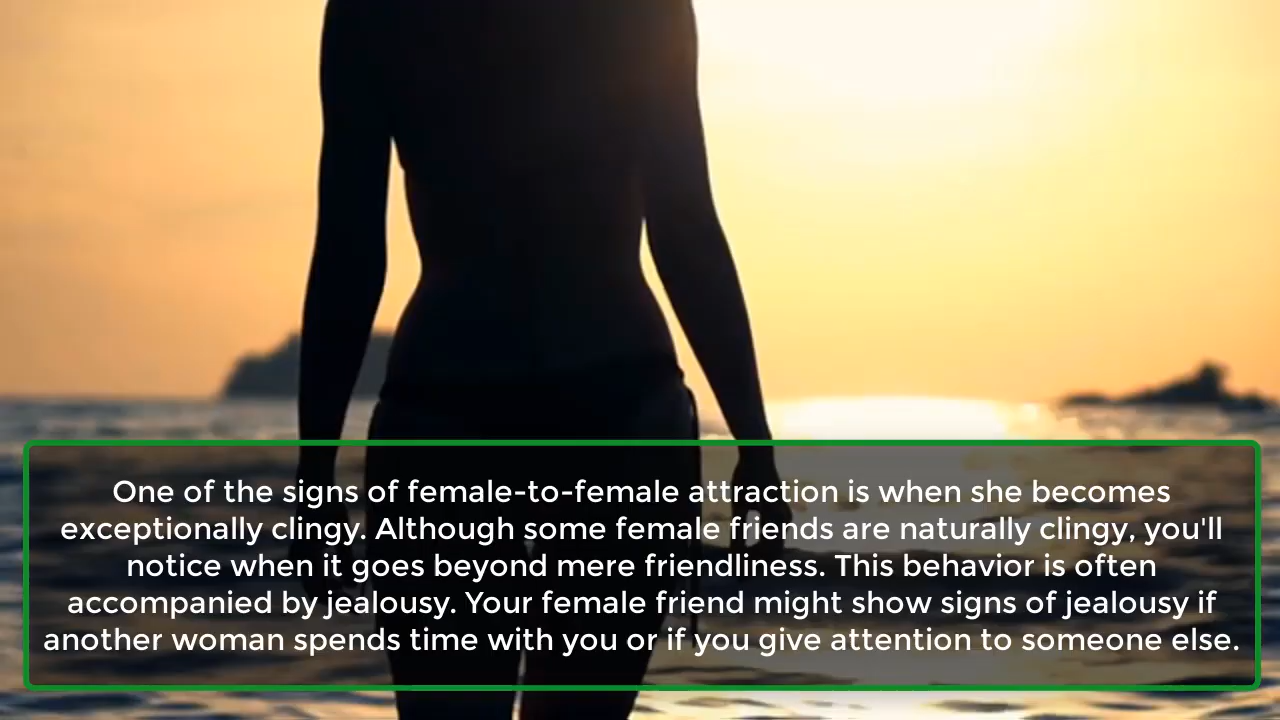 One of the signs of female-to-female attraction is when she becomes
exceptionally clingy. Although some female friends are naturally clingy, you'll
notice when it goes beyond mere friendliness. This behavior is often
accompanied by jealousy. Your female friend might show signs of jealousy if
another woman spends time with you or if you give attention to someone else.